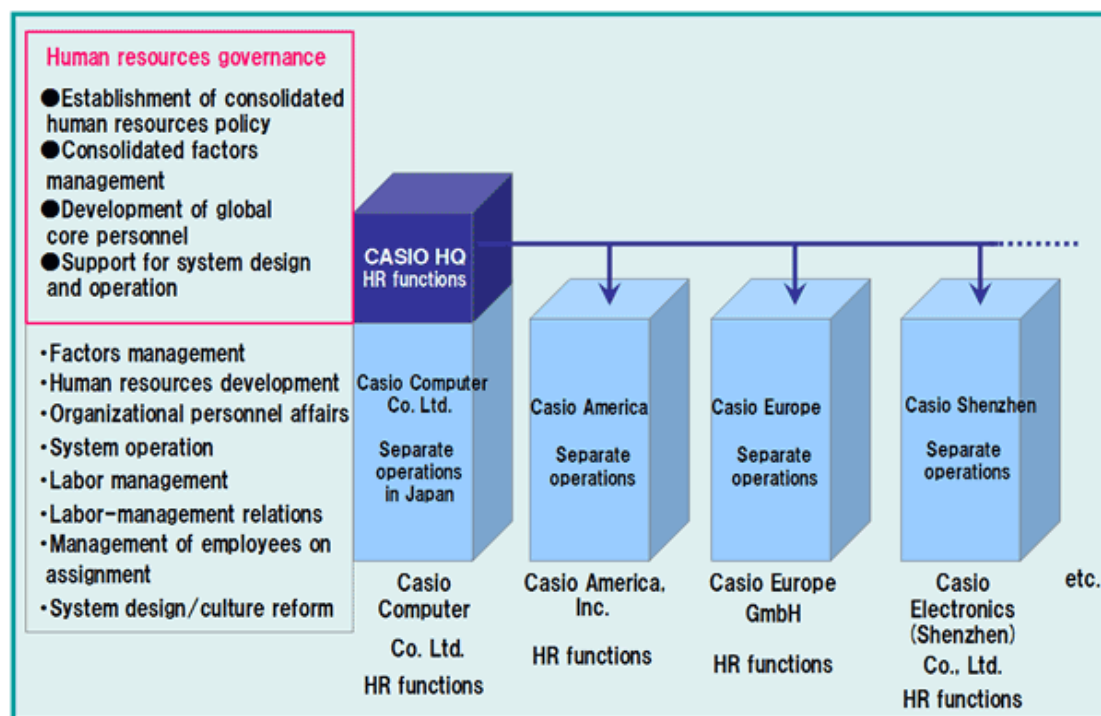 Human resources governance
●Establishment of consolidated
human resources policy
●Consolidated factors
management
●Development of global
core personnel
●Support for system design
and operation
・Factors management
・Human resources development
・Organizational personnel affairs
・System operation
・Labor management
・Labor-management relations
・Management of employees on
assignment
・System design/culture reform
CASIO HQ
HR functions
Casio Computer
Co. Ltd.
Separate
operations
in Japan
Casio America
Separate
operations
Casio Europe
Separate
operations
Casio Shenzhen
Separate
operations
Casio
Computer
Co. Ltd.
HR functions
Casio America,
Inc.
HR functions
Casio Europe
GmbH
HR functions
Casio
Electronics
(Shenzhen)
Co., Ltd.
HR functions
etc.